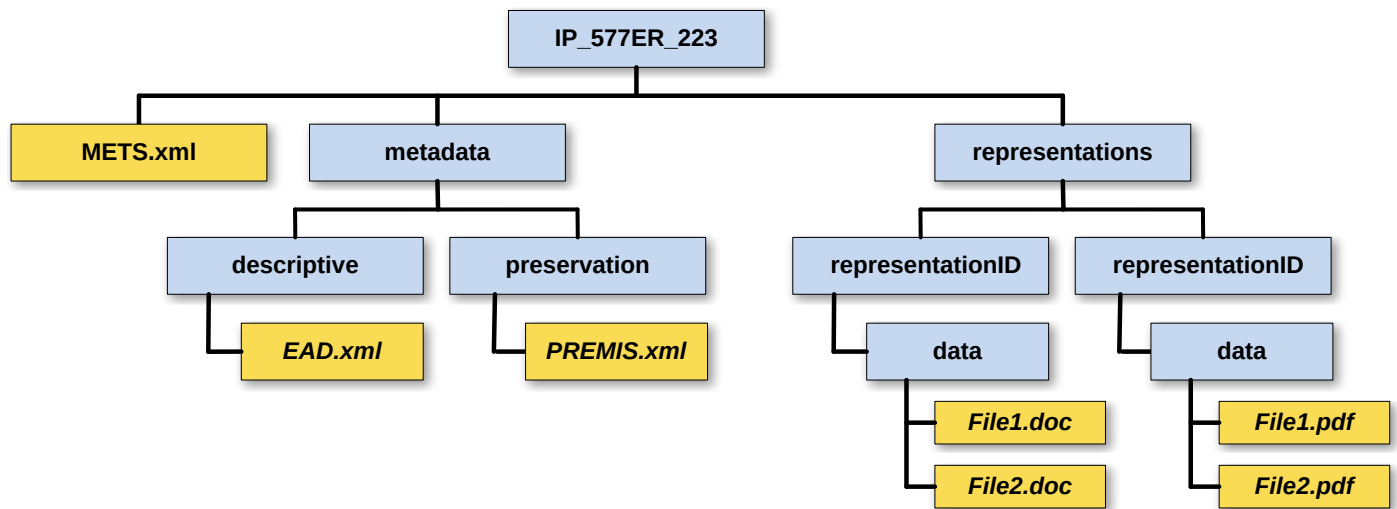 IP_577ER_223
METS.xml
metadata
representations
descriptive
preservation
representationID
representationID
EAD.xml
PREMIS.xml
data
data
File1.doc
File1.pdf
File2.doc
File2.pdf